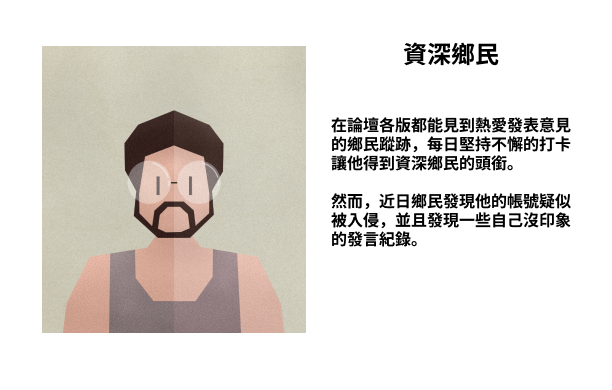 資深鄉民
在論壇各版都能見到熱愛發表意見
的鄉民蹤跡，每日堅持不懈的打卡
讓他得到資深鄉民的頭銜。
然而，近日鄉民發現他的帳號疑似
被入侵，並且發現一些自己沒印象
的發言紀錄。